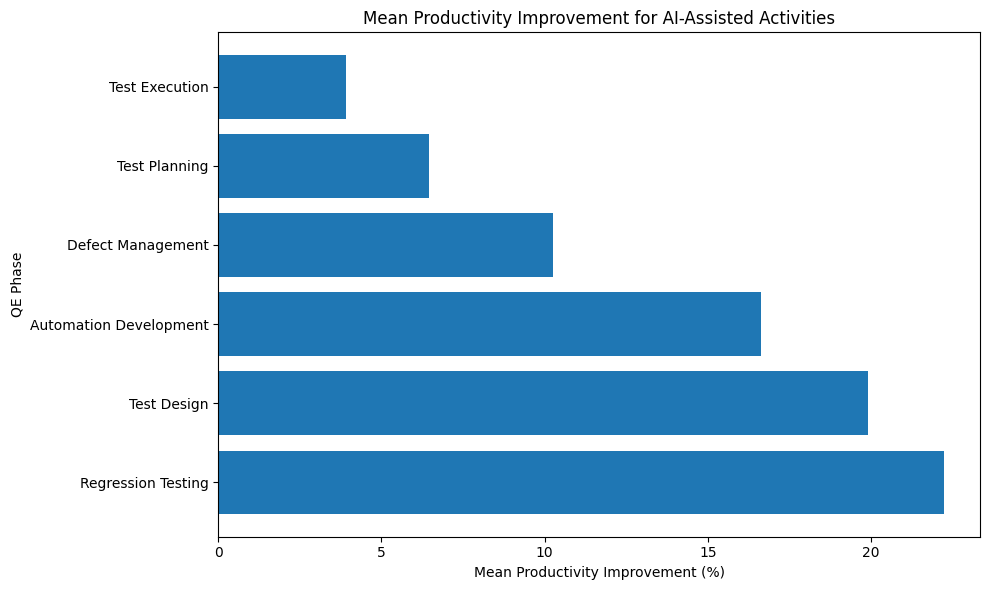 Mean Productivity Improvement for AI-Assisted Activities
Test Execution
Test Planning
Defect Management
Automation Development
Test Design
Regression Testing
QE Phase
0 5 10 15 20
Mean Productivity Improvement (%)